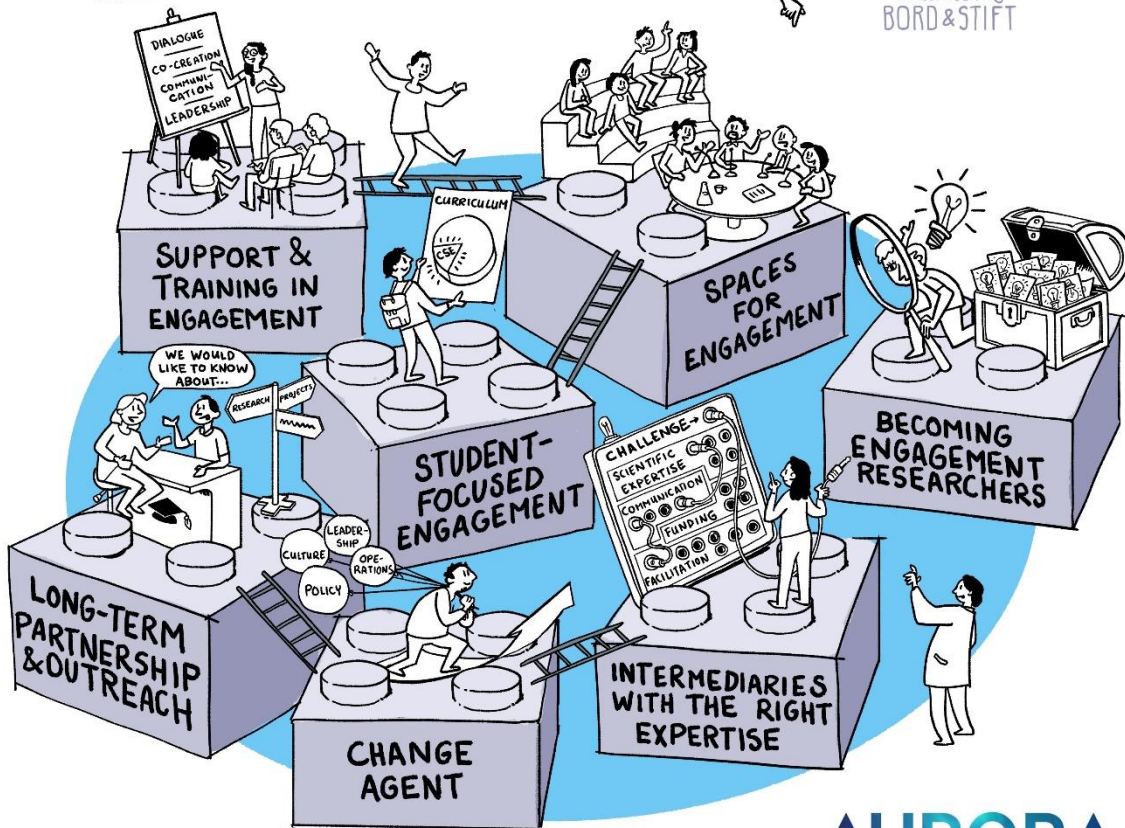 BORD & STIFT
DIALOGUE
CO-CREATION
COMMUNI-
CATION
LEADERSHIP
SUPPORT &
TRAINING IN
ENGAGEMENT
CURRICULUM
CSE
SPACES
FOR
ENGAGEMENT
WE WOULD
LIKE TO KNOW
ABOUT...
RESEARCH
PROJECTS
STUDENT-
FOCUSED
ENGAGEMENT
CHALLENGE→
SCIENTIFIC
EXPERTISE
COMMUNICATION
FUNDING
FACILITATION
BECOMING
ENGAGEMENT
RESEARCHERS
LONG-TERM
PARTNERSHIP
& OUTREACH
LEADER-
SHIP
CULTURE
OPE-
RATIONS
POLICY
CHANGE
AGENT
INTERMEDIARIES
WITH THE RIGHT
EXPERTISE
AURORA